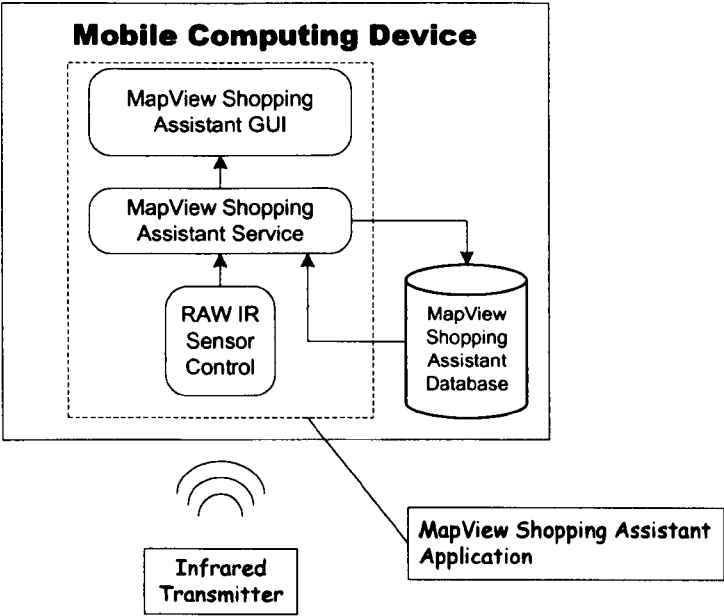 Mobile Computing Device
MapView Shopping
Assistant GUI
MapView Shopping
Assistant Service
RAW IR
Sensor
Control
MapView
Shopping
Assistant
Database
MapView Shopping Assistant
Application
Infrared
Transmitter